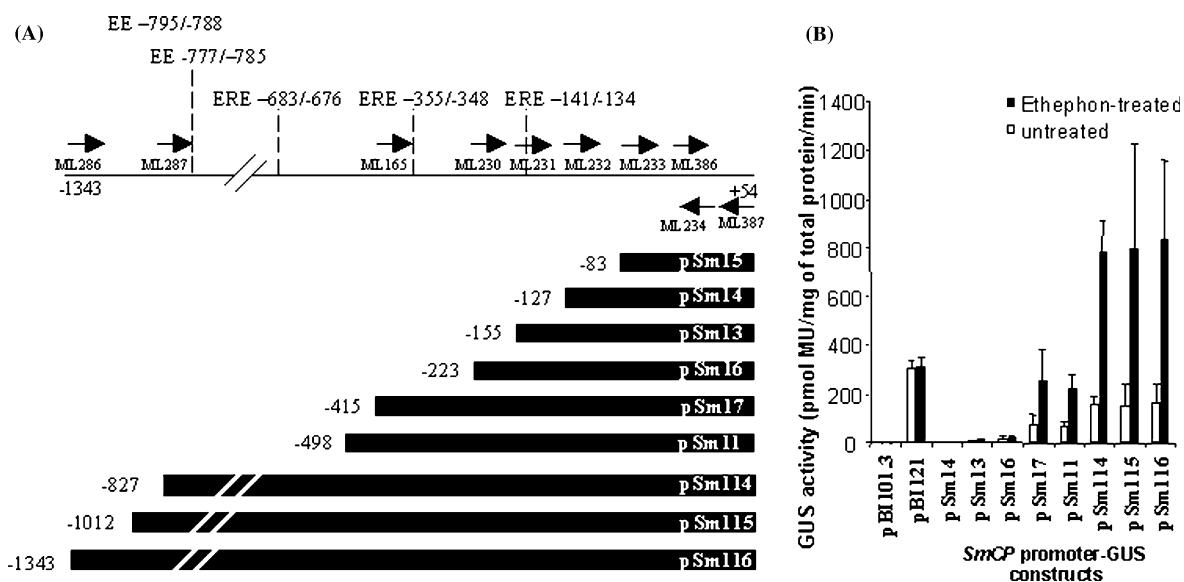 (A)
EE –795/-788
EE -777/–785
ERE –683/-676
ERE –355/-348
ERE –141/-134
ML286
ML287
ML165
ML230
ML231
ML232
ML233
ML386
-1343
+54
ML234
ML387
-83
pSm15
-127
pSm14
-155
pSm13
-223
pSm16
-415
pSm17
-498
pSm11
-827
pSm114
-1012
pSm115
-1343
pSm116
(B)
GUS activity (pmol MU/mg of total protein/min)
1400
1200
1000
800
600
400
200
0
Ethephon-treated
untreated
pBI101.3
pBI121
pSm14
pSm13
pSm16
pSm17
pSm11
pSm114
pSm115
pSm116
SmCP promoter-GUS
constructs